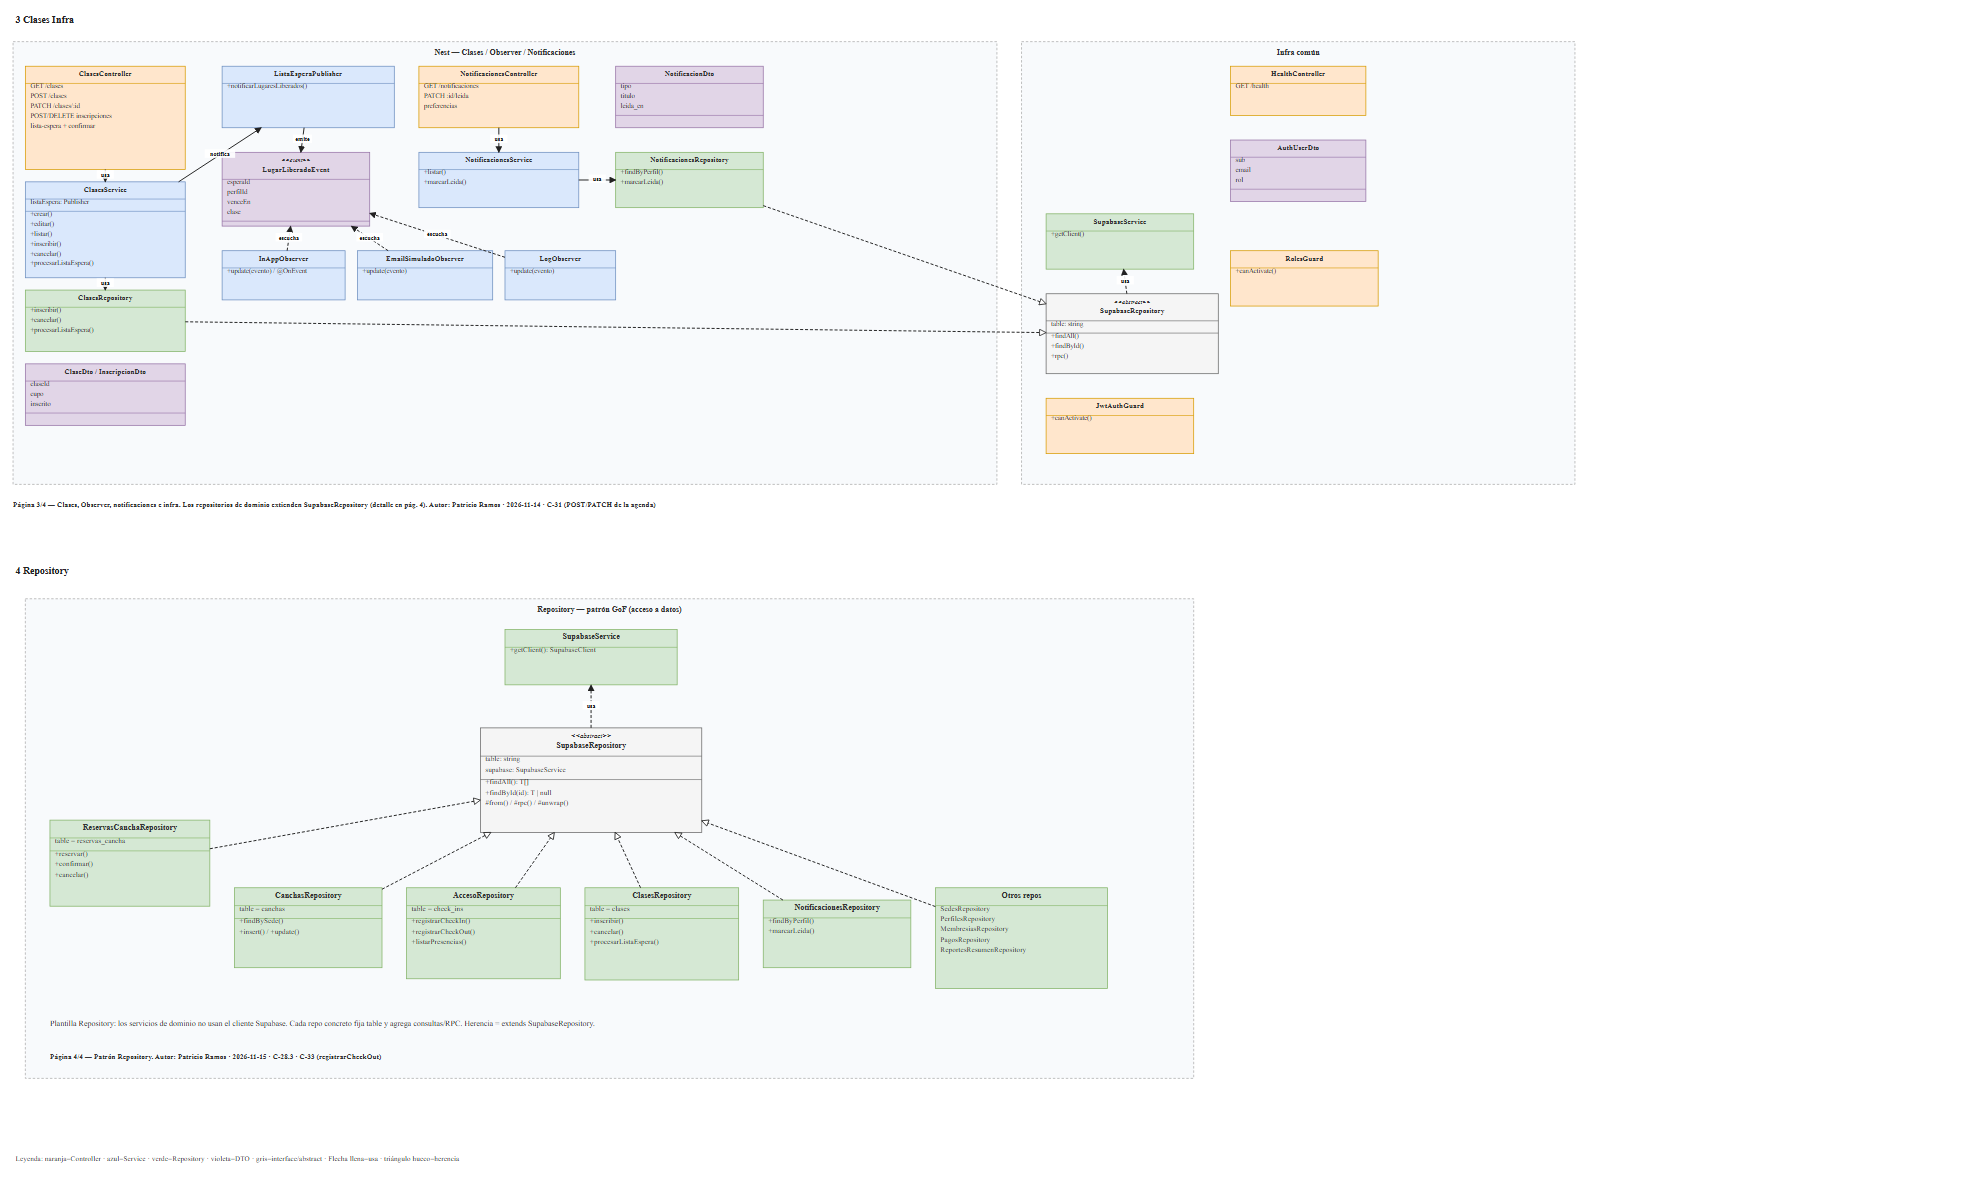 3 Clases Infra
Nest — Clases / Observer / Notificaciones
ClasesController
GET /clases
POST /clases
PATCH /clases/:id
POST/DELETE inscripciones
lista-espera + confirmar
usa
ClasesService
listaEspera: Publisher
+crear()
+editar()
+listar()
+inscribir()
+cancelar()
+procesarListaEspera()
usa
ClasesRepository
+inscribir()
+cancelar()
+procesarListaEspera()
ClaseDto / InscripcionDto
claseId
cupo
inscrito
notifica
ListaEsperaPublisher
+notificarLugaresLiberados()
emite
LugarLiberadoEvent
esperaId
perfilId
venceEn
clase
escucha
escucha
escucha
InAppObserver
+update(evento) / @OnEvent
EmailSimuladoObserver
+update(evento)
LogObserver
+update(evento)
NotificacionesController
GET /notificaciones
PATCH :id/leida
preferencias
usa
NotificacionesService
+listar()
+marcarLeida()
usa
NotificacionDto
tipo
titulo
leida_en
NotificacionesRepository
+findByPerfil()
+marcarLeida()
Infra común
HealthController
GET /health
AuthUserDto
sub
email
rol
SupabaseService
+getClient()
RolesGuard
+canActivate()
usa
<<abstract>>
SupabaseRepository
table: string
+findAll()
+findById()
+rpc()
JwtAuthGuard
+canActivate()
Página 3/4 — Clases, Observer, notificaciones e infra. Los repositorios de dominio extienden SupabaseRepository (detalle en pág. 4). Autor: Patricio Ramos · 2026-11-14 · C-31 (POST/PATCH de la agenda)
4 Repository
Repository — patrón GoF (acceso a datos)
SupabaseService
+getClient(): SupabaseClient
usa
<<abstract>>
SupabaseRepository
table: string
supabase: SupabaseService
+findAll(): T[]
+findById(id): T | null
#from() / #rpc() / #unwrap()
ReservasCanchaRepository
table = reservas_cancha
+reservar()
+confirmar()
+cancelar()
CanchasRepository
table = canchas
+findBySede()
+insert() / +update()
AccesoRepository
table = check_ins
+registrarCheckIn()
+registrarCheckOut()
+listarPresencias()
ClasesRepository
table = clases
+inscribir()
+cancelar()
+procesarListaEspera()
NotificacionesRepository
+findByPerfil()
+marcarLeida()
Otros repos
SedesRepository
PerfilesRepository
MembresiasRepository
PagosRepository
ReportesResumenRepository
Plantilla Repository: los servicios de dominio no usan el cliente Supabase. Cada repo concreto fija table y agrega consultas/RPC. Herencia = extends SupabaseRepository.
Página 4/4 — Patrón Repository. Autor: Patricio Ramos · 2026-11-15 · C-28.3 · C-33 (registrarCheckOut)
Leyenda: naranja=Controller · azul=Service · verde=Repository · violeta=DTO · gris=interface/abstract · Flecha llena=usa · triángulo hueco=herencia